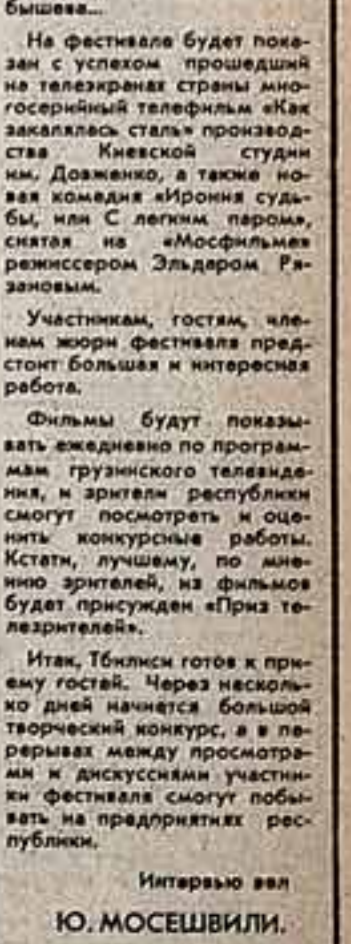 бышева...
На фестивале будет пока-
зан с успехом прошедший
на телеэкранах страны мно-
госерийный телефильм «Как
закалялась сталь» производ-
ства Киевской студии
им. Довженко, а также но-
вая комедия «Ирония судь-
бы, или С легким паром»,
снятая на «Мосфильме»
режиссером Эльдаром Ря-
зановым.
Участникам, гостям, чле-
нам жюри фестиваля пред-
стоит большая и интересная
работа.
Фильмы будут показы-
вать ежедневно по програм-
мам грузинского телевиде-
ния, и зрители республики
смогут посмотреть и оце-
нить конкурсные работы.
Кстати, лучшему, по мне-
нию зрителей, из фильмов
будет присужден «Приз те-
лезрителей».
Итак, Тбилиси готов к при-
ему гостей. Через несколь-
ко дней начнется большой
творческий конкурс, а в пе-
рерывах между просмотра-
ми и дискуссиями участни-
ки фестиваля смогут побы-
вать на предприятиях рес-
публики.
Интервью вел
Ю. МОСЕШВИЛИ.